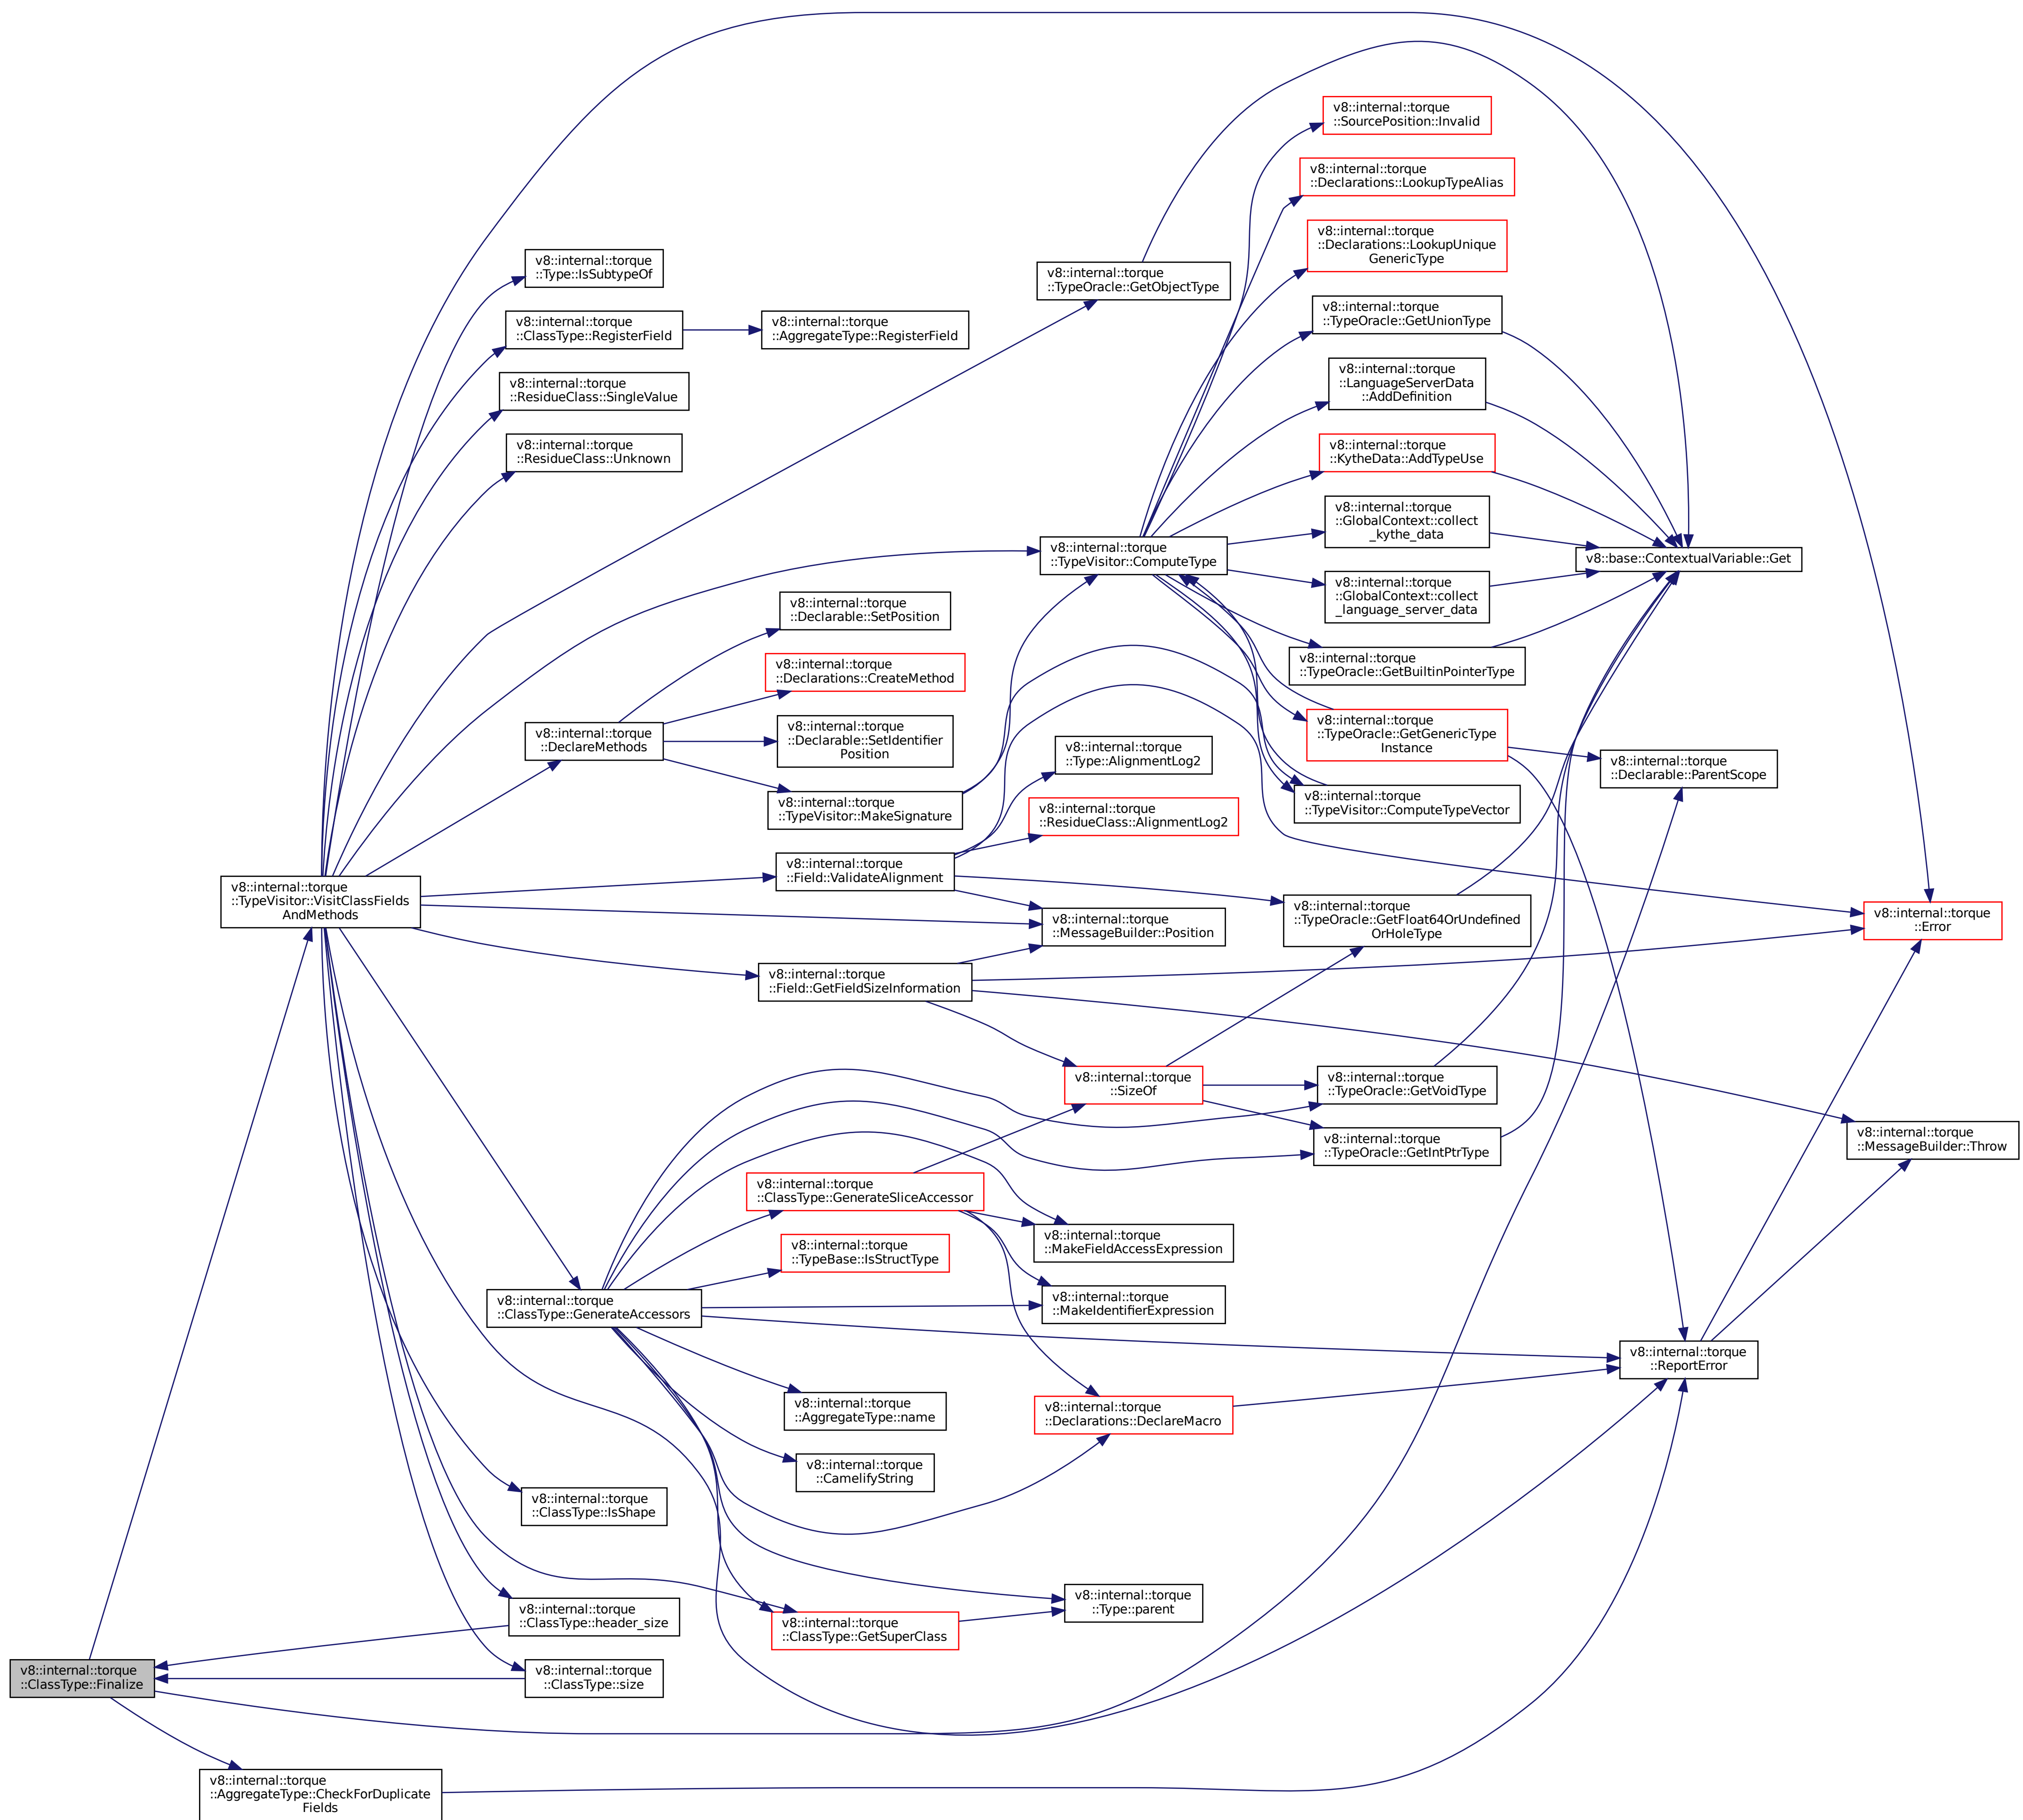 v8::internal::torque
::SourcePosition::Invalid
v8::internal::torque
::Declarations::LookupTypeAlias
v8::internal::torque
::Declarations::LookupUnique
GenericType
v8::internal::torque
::Type::IsSubtypeOf
v8::internal::torque
::TypeOracle::GetObjectType
v8::internal::torque
::TypeOracle::GetUnionType
v8::internal::torque
::ClassType::RegisterField
v8::internal::torque
::AggregateType::RegisterField
v8::internal::torque
::LanguageServerData
::AddDefinition
v8::internal::torque
::ResidueClass::SingleValue
v8::internal::torque
::ResidueClass::Unknown
v8::internal::torque
::KytheData::AddTypeUse
v8::internal::torque
::GlobalContext::collect
_kythe_data
v8::internal::torque
::TypeVisitor::ComputeType
v8::base::ContextualVariable::Get
v8::internal::torque
::GlobalContext::collect
_language_server_data
v8::internal::torque
::Declarable::SetPosition
v8::internal::torque
::TypeOracle::GetBuiltinPointerType
v8::internal::torque
::Declarations::CreateMethod
v8::internal::torque
::DeclareMethods
v8::internal::torque
::Declarable::SetIdentifier
Position
v8::internal::torque
::TypeOracle::GetGenericType
Instance
v8::internal::torque
::Type::AlignmentLog2
v8::internal::torque
::Declarable::ParentScope
v8::internal::torque
::TypeVisitor::MakeSignature
v8::internal::torque
::TypeVisitor::ComputeTypeVector
v8::internal::torque
::ResidueClass::AlignmentLog2
v8::internal::torque
::Field::ValidateAlignment
v8::internal::torque
::TypeVisitor::VisitClassFields
AndMethods
v8::internal::torque
::MessageBuilder::Position
v8::internal::torque
::TypeOracle::GetFloat64OrUndefined
OrHoleType
v8::internal::torque
::Error
v8::internal::torque
::Field::GetFieldSizeInformation
v8::internal::torque
::SizeOf
v8::internal::torque
::TypeOracle::GetVoidType
v8::internal::torque
::TypeOracle::GetIntPtrType
v8::internal::torque
::MessageBuilder::Throw
v8::internal::torque
::ClassType::GenerateSliceAccessor
v8::internal::torque
::MakeFieldAccessExpression
v8::internal::torque
::TypeBase::IsStructType
v8::internal::torque
::ClassType::GenerateAccessors
v8::internal::torque
::MakeIdentifierExpression
v8::internal::torque
::ReportError
v8::internal::torque
::AggregateType::name
v8::internal::torque
::Declarations::DeclareMacro
v8::internal::torque
::CamelifyString
v8::internal::torque
::ClassType::IsShape
v8::internal::torque
::Type::parent
v8::internal::torque
::ClassType::header_size
v8::internal::torque
::ClassType::GetSuperClass
v8::internal::torque
::ClassType::Finalize
v8::internal::torque
::ClassType::size
v8::internal::torque
::AggregateType::CheckForDuplicate
Fields